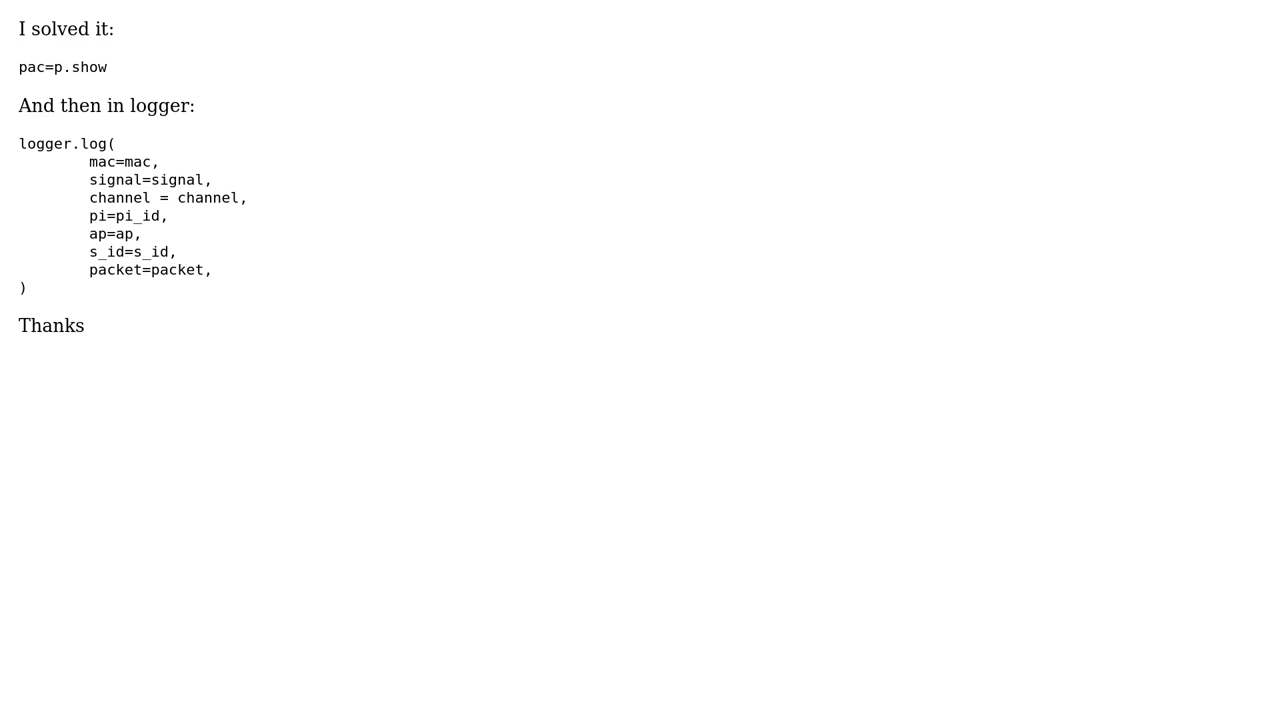 I solved it:
pac=p.show
And then in logger:
logger.log(
        mac=mac,
        signal=signal,
        channel = channel,
        pi=pi_id,
        ap=ap,
        s_id=s_id,
        packet=packet,
)
Thanks